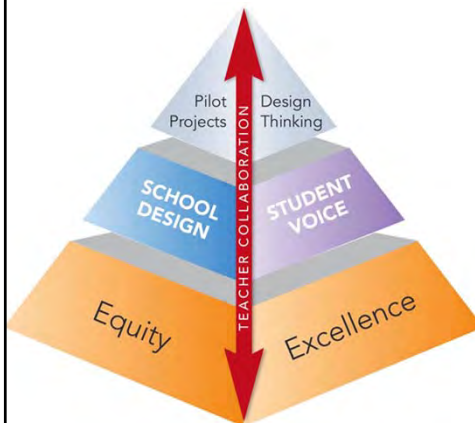 Pilot Projects
Design Thinking
TEACHER COLLABORATION
SCHOOL DESIGN
STUDENT VOICE
Equity
Excellence